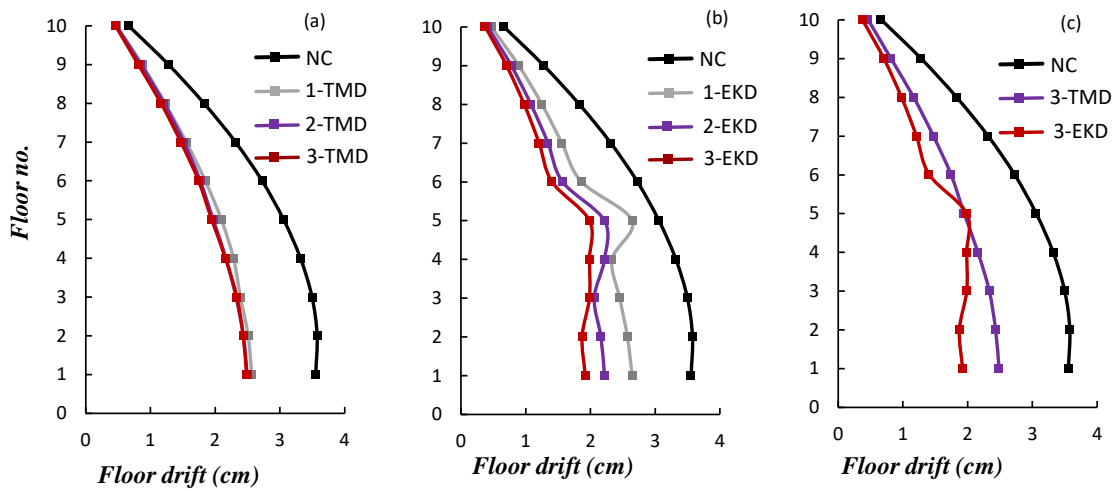 (a)
NC
1-TMD
2-TMD
3-TMD
Floor no.
10
9
8
7
6
5
4
3
2
1
0
0 1 2 3 4
Floor drift (cm)
(b)
NC
1-EKD
2-EKD
3-EKD
10
9
8
7
6
5
4
3
2
1
0
0 1 2 3 4
Floor drift (cm)
(c)
NC
3-TMD
3-EKD
10
9
8
7
6
5
4
3
2
1
0
0 1 2 3 4
Floor drift (cm)